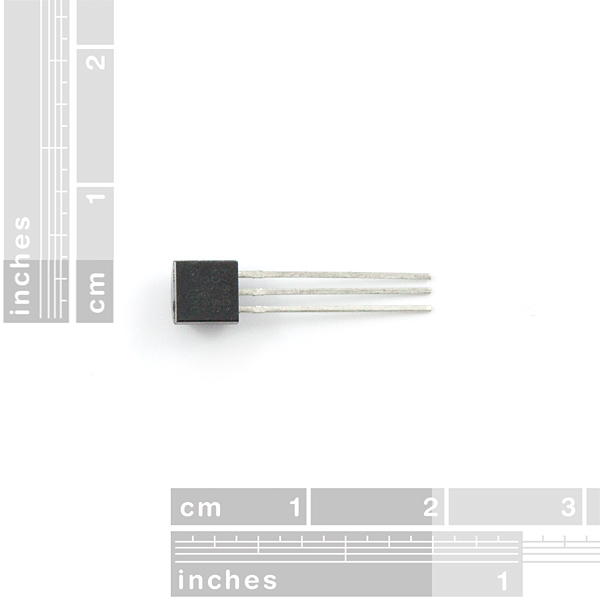 inches
cm
1
2
cm 1 2 3
inches 1